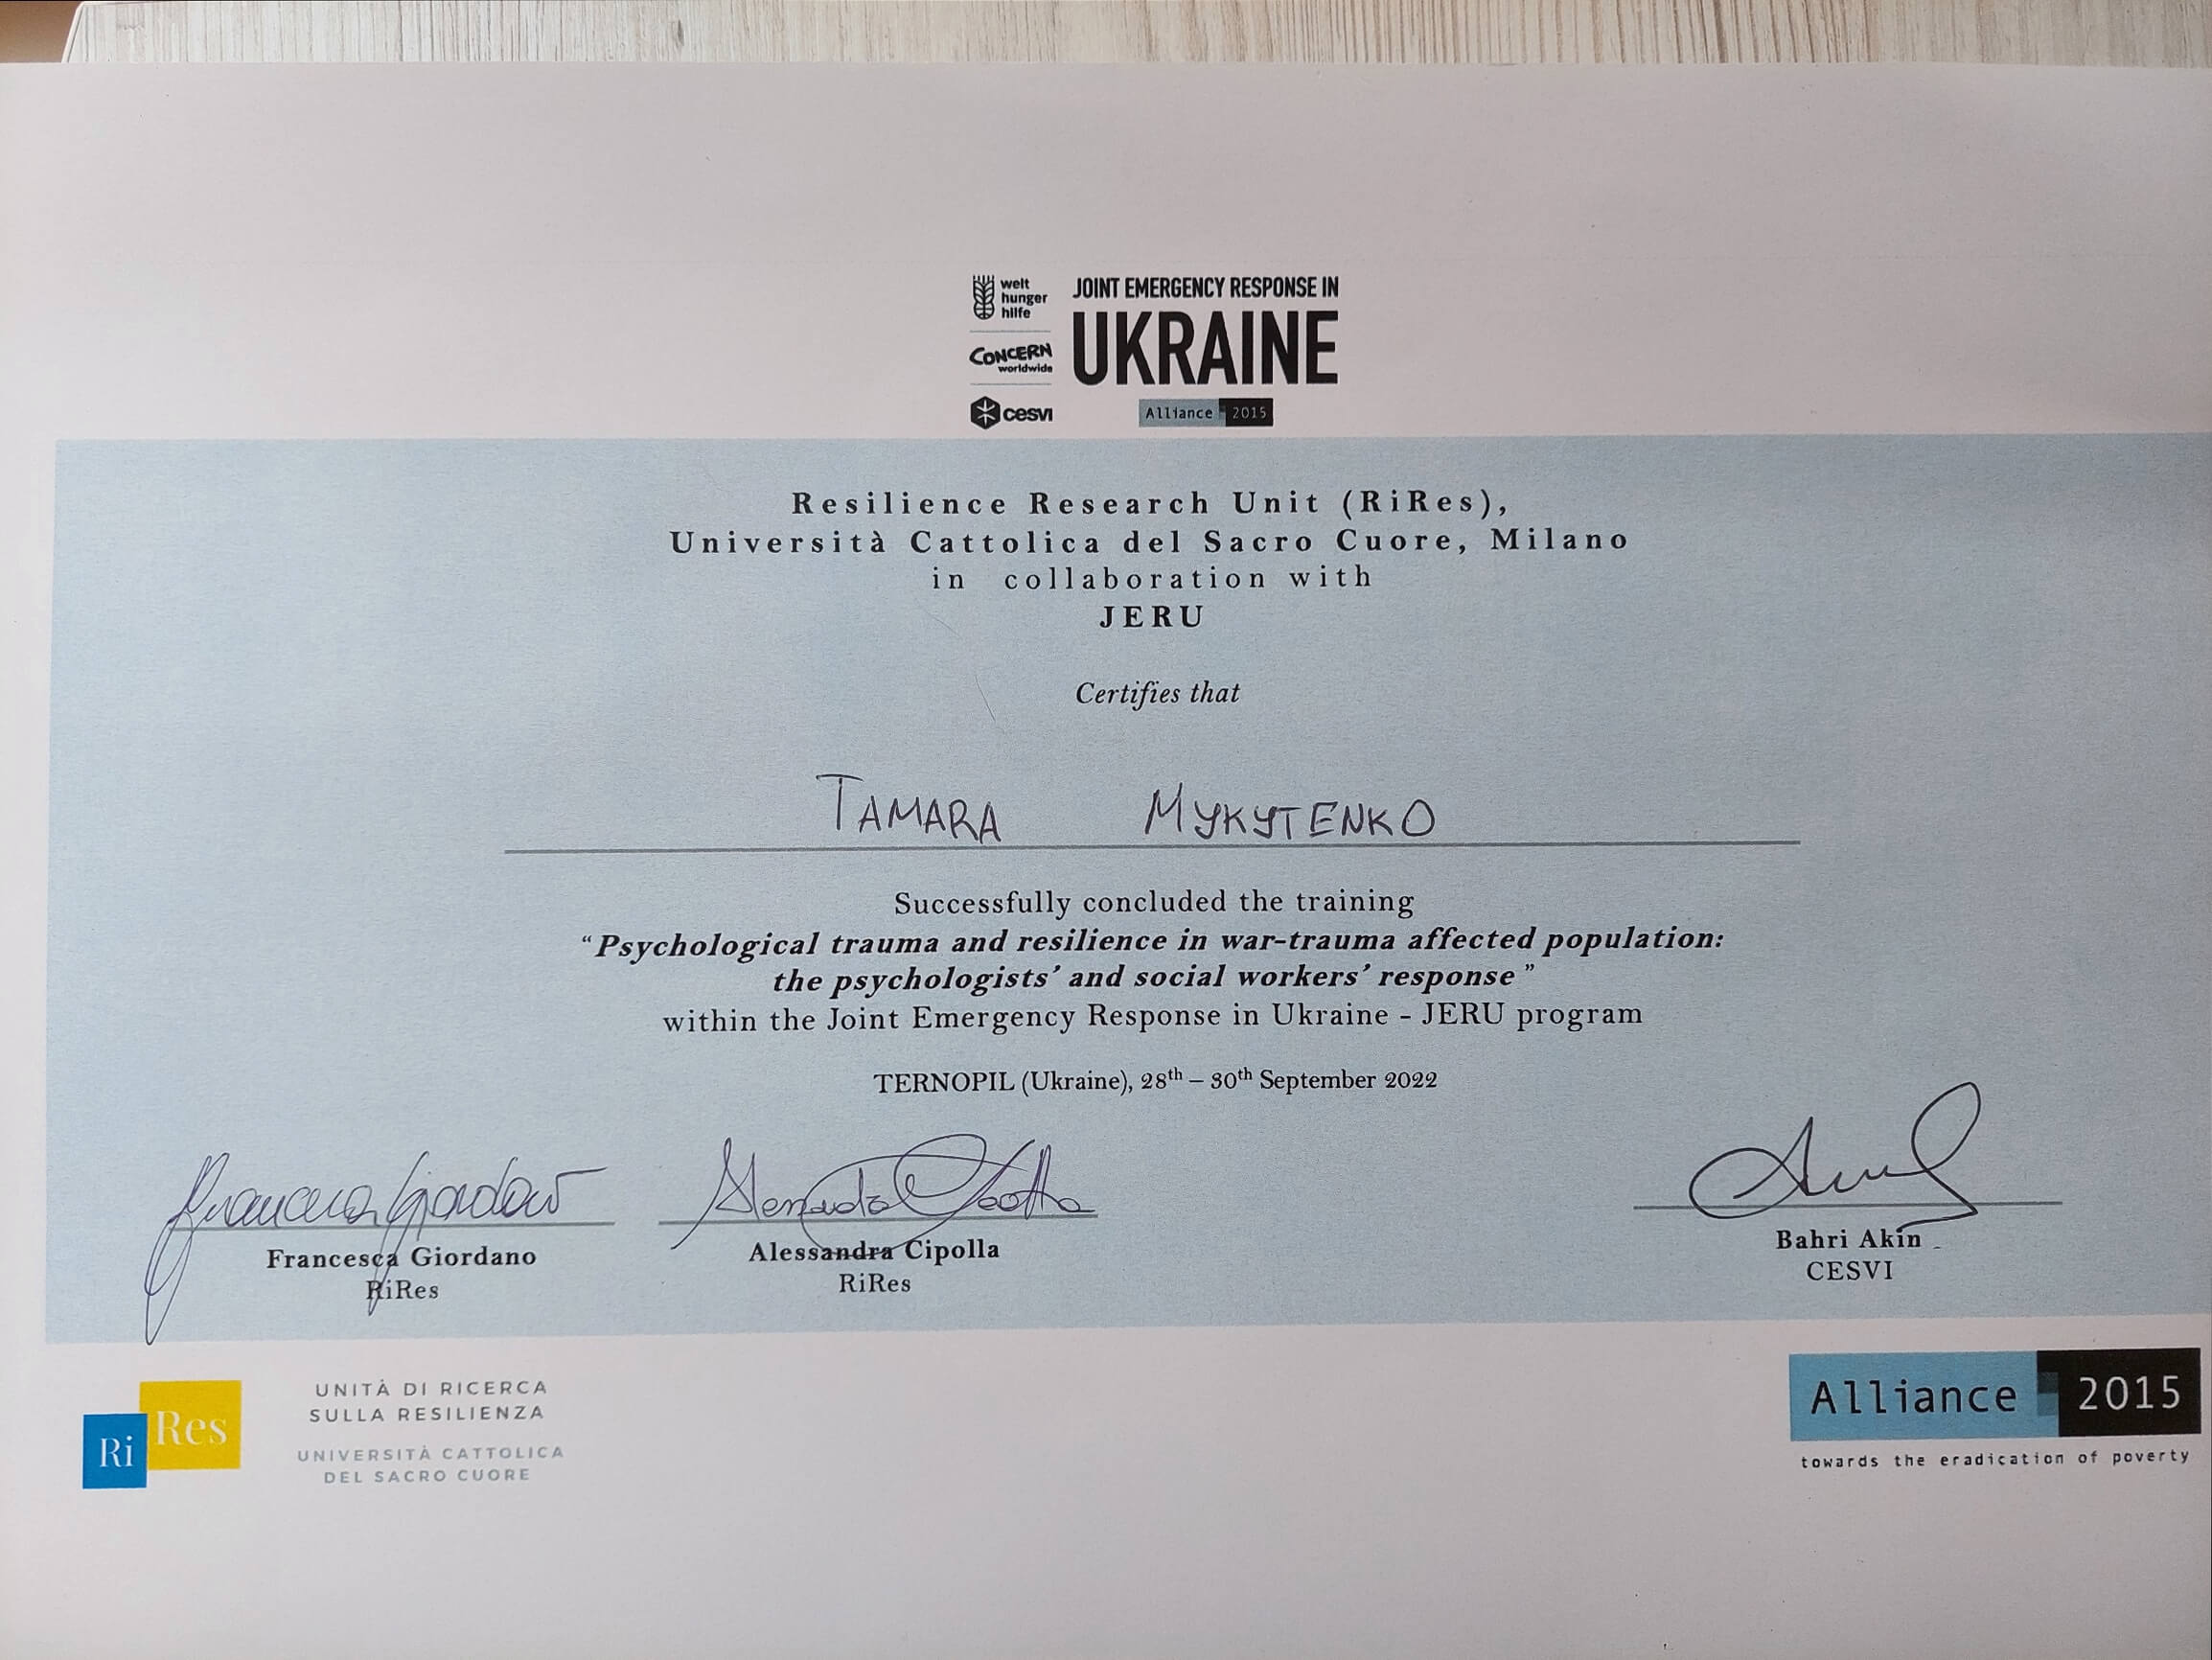 welt
hunger
hilfe
CONCERN
worldwide
cesvi
JOINT EMERGENCY RESPONSE IN
UKRAINE
Alliance 2015
Resilience Research Unit (RiRes),
Università Cattolica del Sacro Cuore, Milano
in collaboration with
JERU
Certifies that
TAMARA MYKYTENKO
Successfully concluded the training
“Psychological trauma and resilience in war-trauma affected population:
the psychologists’ and social workers’ response”
within the Joint Emergency Response in Ukraine - JERU program
TERNOPIL (Ukraine), 28th – 30th September 2022
Francesca Giordano
Francesca Giordano
RiRes
Alessandra Cipolla
RiRes
Bahri Akin
CESVI
Ri Res
UNITÀ DI RICERCA
SULLA RESILIENZA
UNIVERSITÀ CATTOLICA
DEL SACRO CUORE
Alliance 2015
towards the eradication of poverty